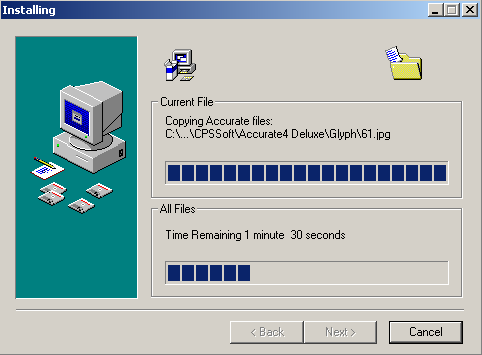 Installing
Current File
Copying Accurate files:
C:\...\CPSSoft\Accurate4 Deluxe\Glyph\61.jpg
All Files
Time Remaining 1 minute  30 seconds
< Back
Next >
Cancel